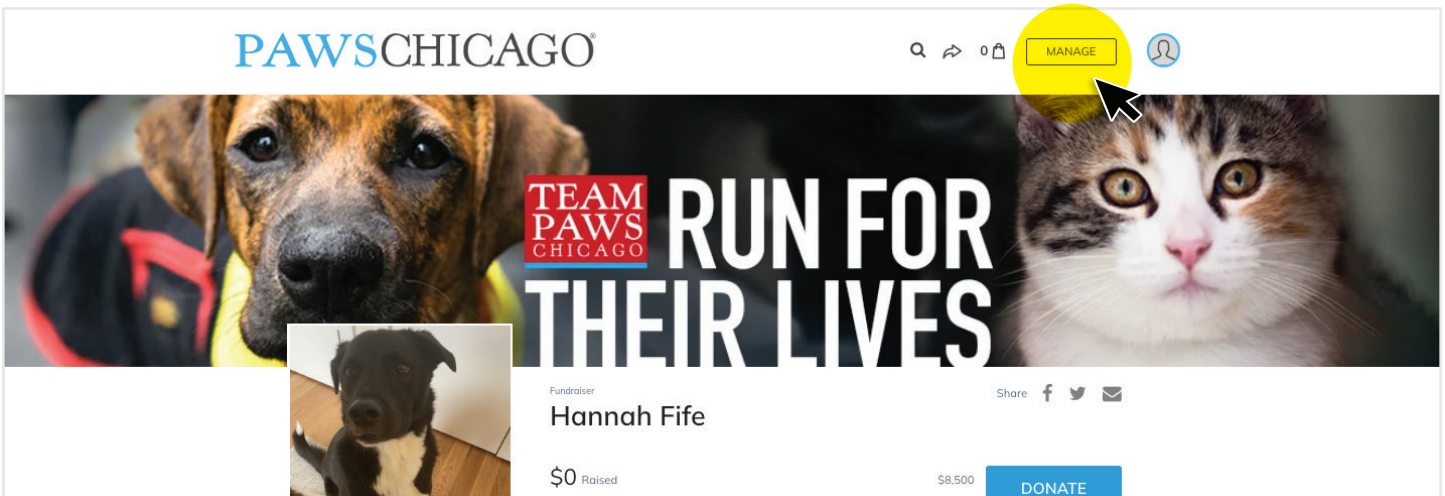 PAWSCHICAGO®
0 MANAGE
TEAM
PAWS
CHICAGO
RUN FOR
THEIR LIVES
Fundraiser
Share
Hannah Fife
$0 Raised
$8,500
DONATE